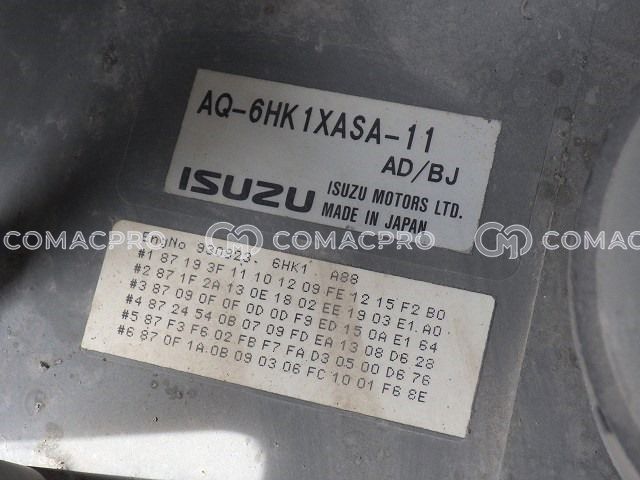 AQ-6HK1XASA-11
AD/BJ
ISUZU
ISUZU MOTORS LTD.
MADE IN JAPAN
COMACPRO COMACPRO COMACPRO
EngNo 6HK1 A88
#1 87 19 3F 11 10 12 09 FE 12 15 F2 B0
#2 87 1F 2A 13 0E 18 02 EE 19 03 E1 A0
#3 87 09 0F 0F 0D 0D F9 ED 15 0A E1 64
#4 87 24 54 0B 07 09 FD EA 13 08 D6 28
#5 87 F3 F6 02 FB F7 FA D3 05 00 D6 76
#6 87 0F 1A 0B 09 03 06 FC 10 01 F6 8E